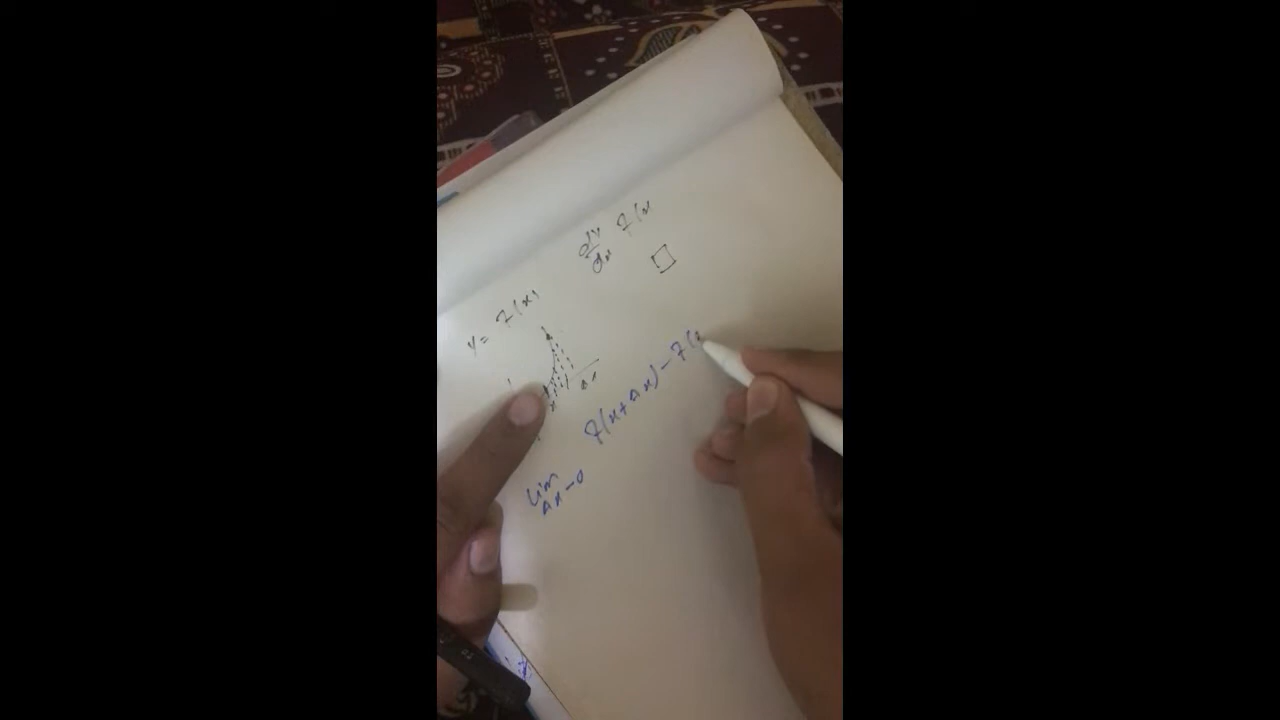 dy/dx f(x
y = f(x)
Δx
x
lim f(x+Δx) - f(x
Δx-0